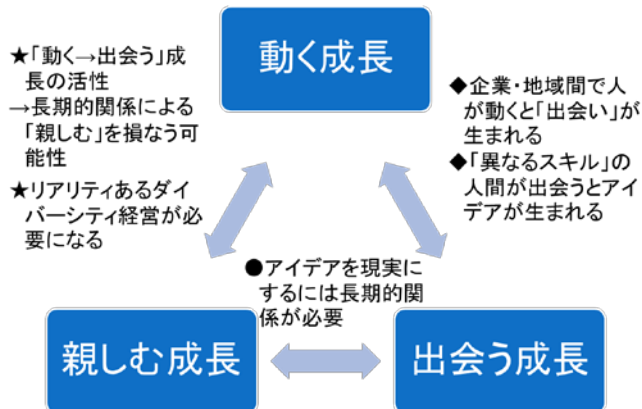 動く成長
★「動く→出会う」成
長の活性
→長期的関係による
「親しむ」を損なう可
能性
★リアリティあるダイ
バーシティ経営が必
要になる
◆企業・地域間で人
が動くと「出会い」が
生まれる
◆「異なるスキル」の
人間が出会うとアイ
デアが生まれる
●アイデアを現実に
するには長期的関
係が必要
親しむ成長
出会う成長